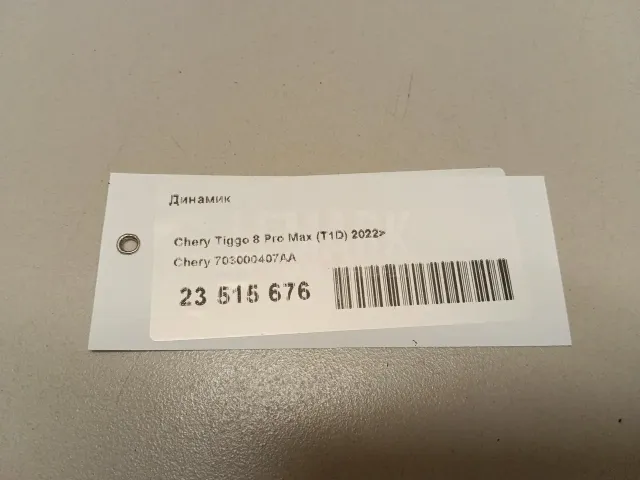 Динамик
Chery Tiggo 8 Pro Max (T1D) 2022>
Chery 703000407AA
23 515 676